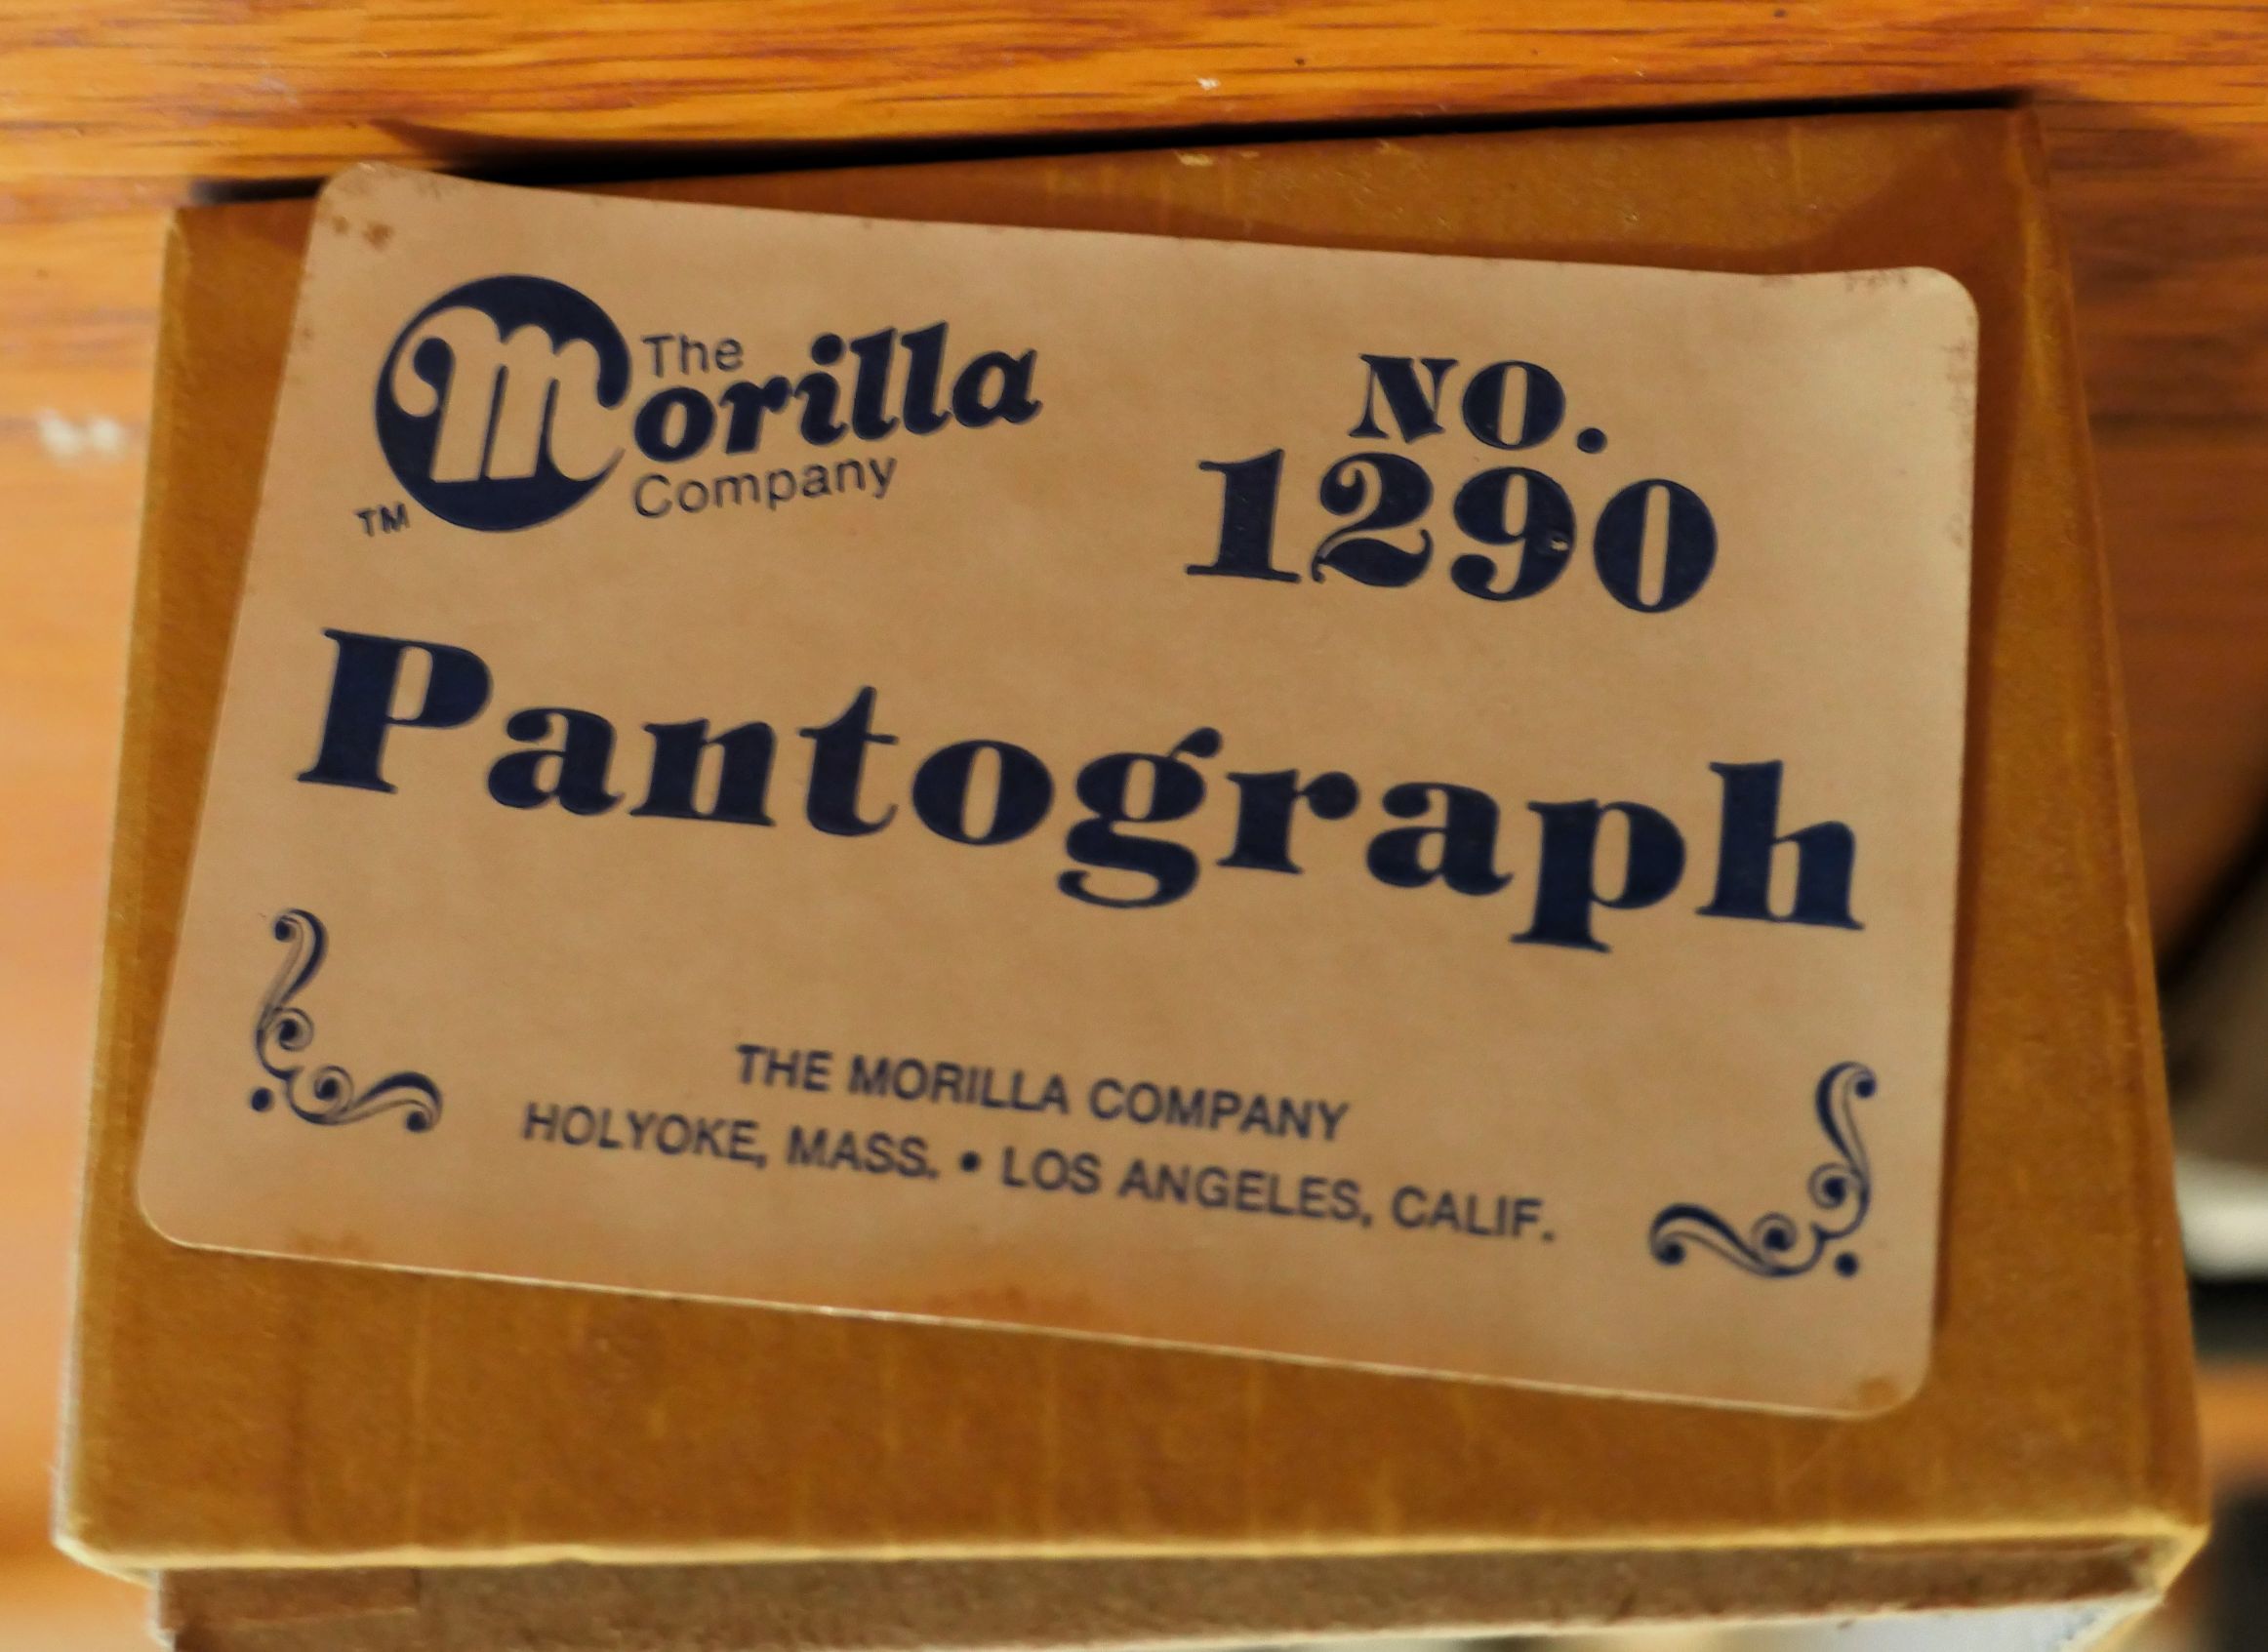 The
Morilla
Company
TM
NO.
1290
Pantograph
THE MORILLA COMPANY
HOLYOKE, MASS. • LOS ANGELES, CALIF.